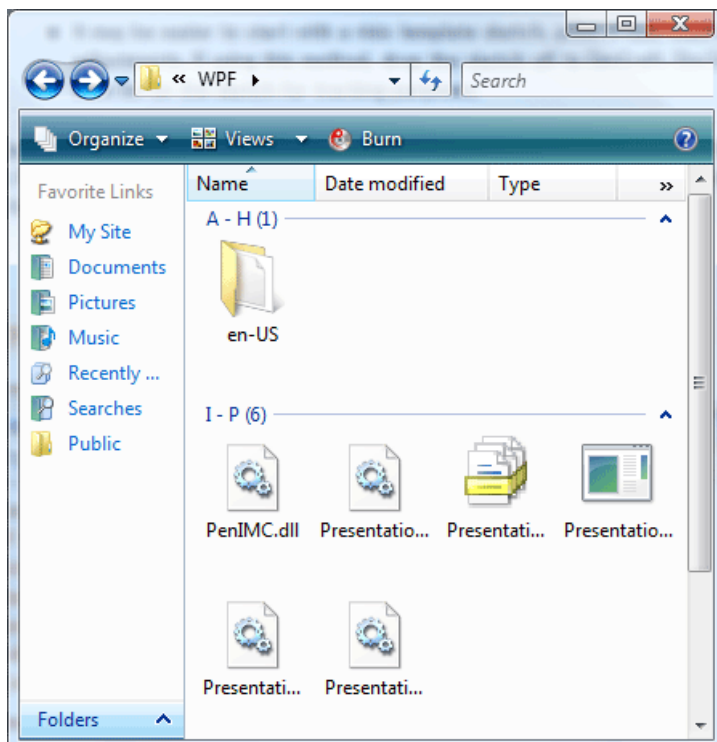 « WPF ▸
Search
Organize
Views
Burn
Favorite Links
My Site
Documents
Pictures
Music
Recently ...
Searches
Public
Folders
Name
Date modified
Type
»
A - H (1)
en-US
I - P (6)
PenIMC.dll
Presentatio...
Presentati...
Presentatio...
Presentati...
Presentati...